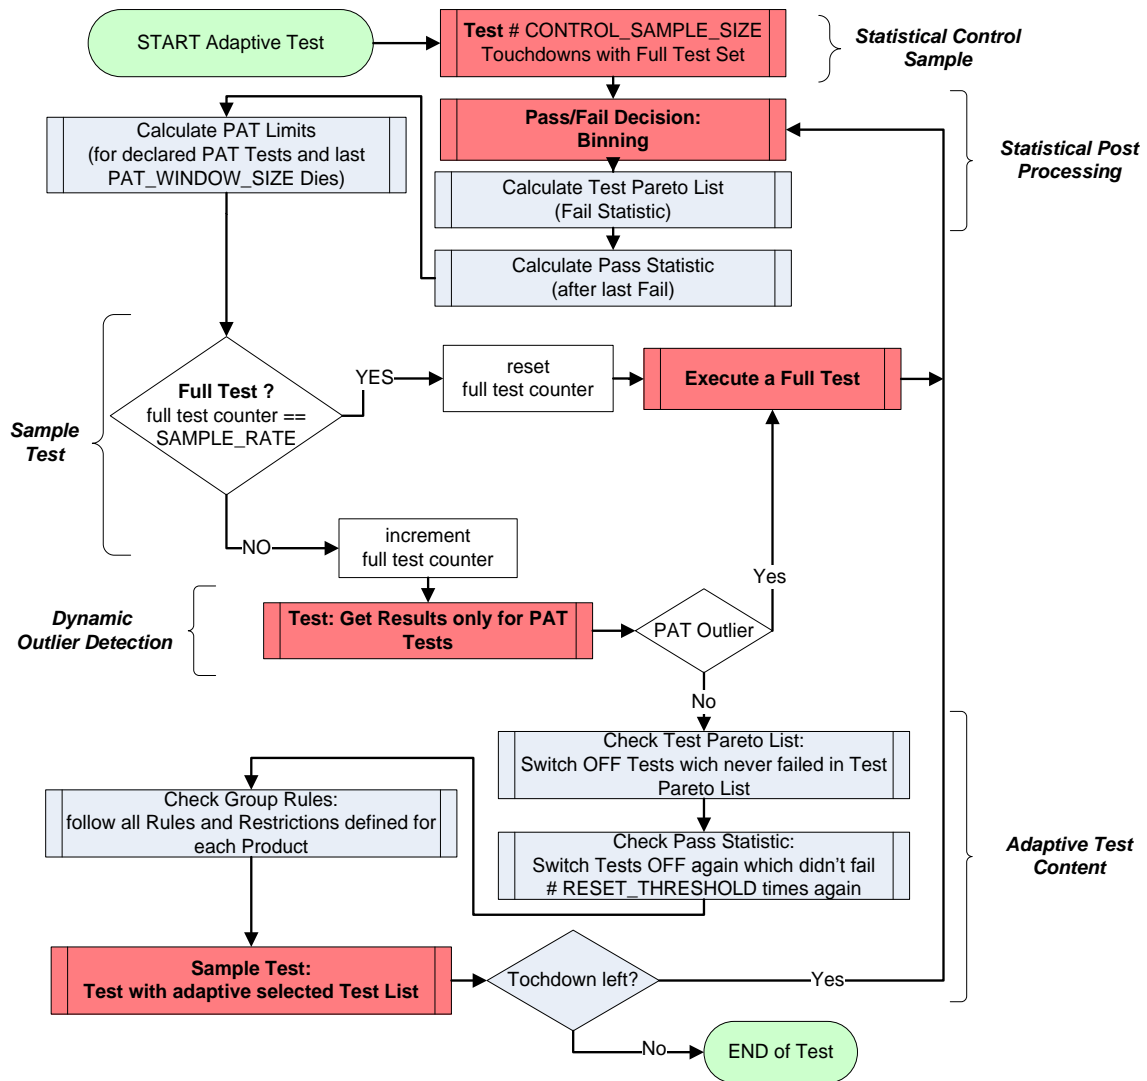 START Adaptive Test
Test # CONTROL_SAMPLE_SIZE
Touchdowns with Full Test Set
Statistical Control
Sample
Pass/Fail Decision:
Binning
Calculate PAT Limits
(for declared PAT Tests and last
PAT_WINDOW_SIZE Dies)
Statistical Post
Processing
Calculate Test Pareto List
(Fail Statistic)
Calculate Pass Statistic
(after last Fail)
Full Test ?
full test counter ==
SAMPLE_RATE
YES
reset
full test counter
Execute a Full Test
Sample
Test
NO
increment
full test counter
Yes
Dynamic
Outlier Detection
Test: Get Results only for PAT
Tests
PAT Outlier
No
Check Test Pareto List:
Switch OFF Tests wich never failed in Test
Pareto List
Check Group Rules:
follow all Rules and Restrictions defined for
each Product
Check Pass Statistic:
Switch Tests OFF again which didn't fail
# RESET_THRESHOLD times again
Adaptive Test
Content
Sample Test:
Test with adaptive selected Test List
Tochdown left?
Yes
No
END of Test